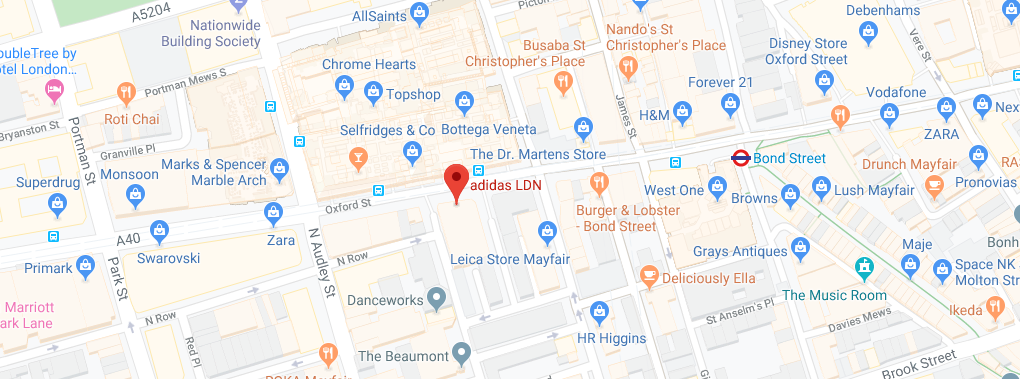 A5204
AllSaints
Picton
Debenhams
Nationwide
Building Society
Nando's St
Christopher's Place
Vere St
oubleTree by
otel London...
Busaba St
Christopher's Place
Disney Store
Oxford Street
Chrome Hearts
Portman Mews S
Topshop
Forever 21
Vodafone
Roti Chai
James St
H&M
Next
Bryanston St
Portman St
Granville Pl
Selfridges & Co
Bottega Veneta
ZARA
Marks & Spencer
Marble Arch
The Dr. Martens Store
Bond Street
Drunch Mayfair
RAS
Superdrug
Monsoon
adidas LDN
West One
Browns
Lush Mayfair
Pronovias
Oxford St
Burger & Lobster
- Bond Street
A40
Zara
Swarovski
N Audley St
N Row
Leica Store Mayfair
Grays Antiques
Maje
Bonh
Primark
Park St
Deliciously Ella
Space NK
Molton Str
Marriott
ark Lane
Danceworks
The Music Room
N Row
St Anselm's Pl
Davies Mews
Ikeda
Red Pl
HR Higgins
The Beaumont
Brook Street
ROKA Mayfair